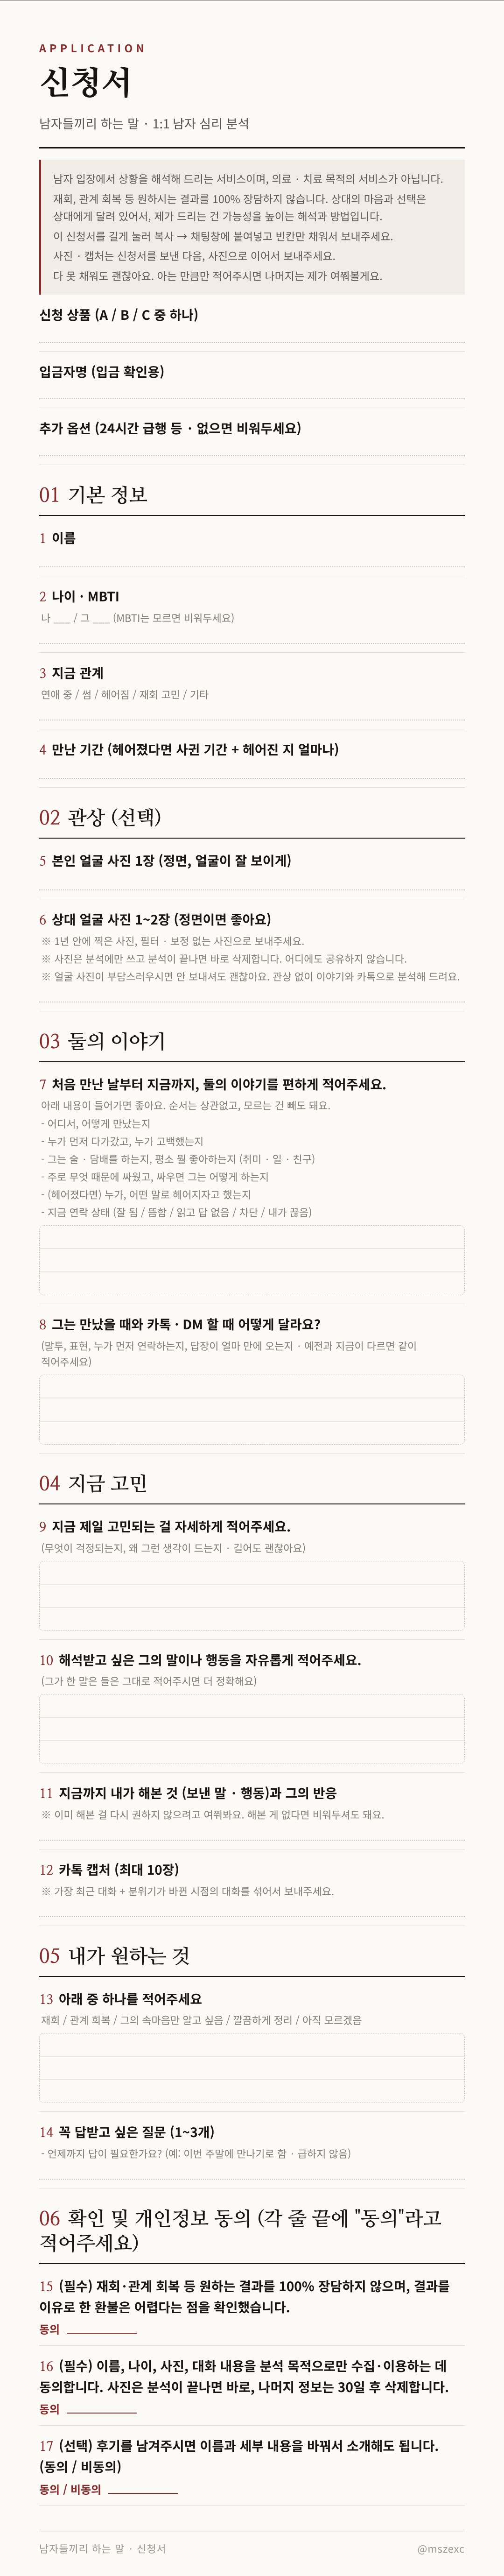 APPLICATION
신청서
남자들끼리 하는 말 · 1:1 남자 심리 분석
남자 입장에서 상황을 해석해 드리는 서비스이며, 의료 · 치료 목적의 서비스가 아닙니다.
재회, 관계 회복 등 원하시는 결과를 100% 장담하지 않습니다. 상대의 마음과 선택은
상대에게 달려 있어서, 제가 드리는 건 가능성을 높이는 해석과 방법입니다.
이 신청서를 길게 눌러 복사 → 채팅창에 붙여넣고 빈칸만 채워서 보내주세요.
사진 · 캡처는 신청서를 보낸 다음, 사진으로 이어서 보내주세요.
다 못 채워도 괜찮아요. 아는 만큼만 적어주시면 나머지는 제가 여쭤볼게요.
신청 상품 (A / B / C 중 하나)
입금자명 (입금 확인용)
추가 옵션 (24시간 급행 등 · 없으면 비워두세요)
01 기본 정보
1 이름
2 나이 · MBTI
나 ___ / 그 ___ (MBTI는 모르면 비워두세요)
3 지금 관계
연애 중 / 썸 / 헤어짐 / 재회 고민 / 기타
4 만난 기간 (헤어졌다면 사귄 기간 + 헤어진 지 얼마나)
02 관상 (선택)
5 본인 얼굴 사진 1장 (정면, 얼굴이 잘 보이게)
6 상대 얼굴 사진 1~2장 (정면이면 좋아요)
※ 1년 안에 찍은 사진, 필터 · 보정 없는 사진으로 보내주세요.
※ 사진은 분석에만 쓰고 분석이 끝나면 바로 삭제합니다. 어디에도 공유하지 않습니다.
※ 얼굴 사진이 부담스러우시면 안 보내셔도 괜찮아요. 관상 없이 이야기와 카톡으로 분석해 드려요.
03 둘의 이야기
7 처음 만난 날부터 지금까지, 둘의 이야기를 편하게 적어주세요.
아래 내용이 들어가면 좋아요. 순서는 상관없고, 모르는 건 빼도 돼요.
- 어디서, 어떻게 만났는지
- 누가 먼저 다가갔고, 누가 고백했는지
- 그는 술 · 담배를 하는지, 평소 뭘 좋아하는지 (취미 · 일 · 친구)
- 주로 무엇 때문에 싸웠고, 싸우면 그는 어떻게 하는지
- (헤어졌다면) 누가, 어떤 말로 헤어지자고 했는지
- 지금 연락 상태 (잘 됨 / 뜸함 / 읽고 답 없음 / 차단 / 내가 끊음)
8 그는 만났을 때와 카톡 · DM 할 때 어떻게 달라요?
(말투, 표현, 누가 먼저 연락하는지, 답장이 얼마 만에 오는지 · 예전과 지금이 다르면 같이
적어주세요)
04 지금 고민
9 지금 제일 고민되는 걸 자세하게 적어주세요.
(무엇이 걱정되는지, 왜 그런 생각이 드는지 · 길어도 괜찮아요)
10 해석받고 싶은 그의 말이나 행동을 자유롭게 적어주세요.
(그가 한 말은 들은 그대로 적어주시면 더 정확해요)
11 지금까지 내가 해본 것 (보낸 말 · 행동)과 그의 반응
※ 이미 해본 걸 다시 권하지 않으려고 여쭤봐요. 해본 게 없다면 비워두셔도 돼요.
12 카톡 캡처 (최대 10장)
※ 가장 최근 대화 + 분위기가 바뀐 시점의 대화를 섞어서 보내주세요.
05 내가 원하는 것
13 아래 중 하나를 적어주세요
재회 / 관계 회복 / 그의 속마음만 알고 싶음 / 깔끔하게 정리 / 아직 모르겠음
14 꼭 답받고 싶은 질문 (1~3개)
- 언제까지 답이 필요한가요? (예: 이번 주말에 만나기로 함 · 급하지 않음)
06 확인 및 개인정보 동의 (각 줄 끝에 "동의"라고
적어주세요)
15 (필수) 재회·관계 회복 등 원하는 결과를 100% 장담하지 않으며, 결과를
이유로 한 환불은 어렵다는 점을 확인했습니다.
동의 ____________
16 (필수) 이름, 나이, 사진, 대화 내용을 분석 목적으로만 수집·이용하는 데
동의합니다. 사진은 분석이 끝나면 바로, 나머지 정보는 30일 후 삭제합니다.
동의 ____________
17 (선택) 후기를 남겨주시면 이름과 세부 내용을 바꿔서 소개해도 됩니다.
(동의 / 비동의)
동의 / 비동의 ____________
남자들끼리 하는 말 · 신청서
@mszexc